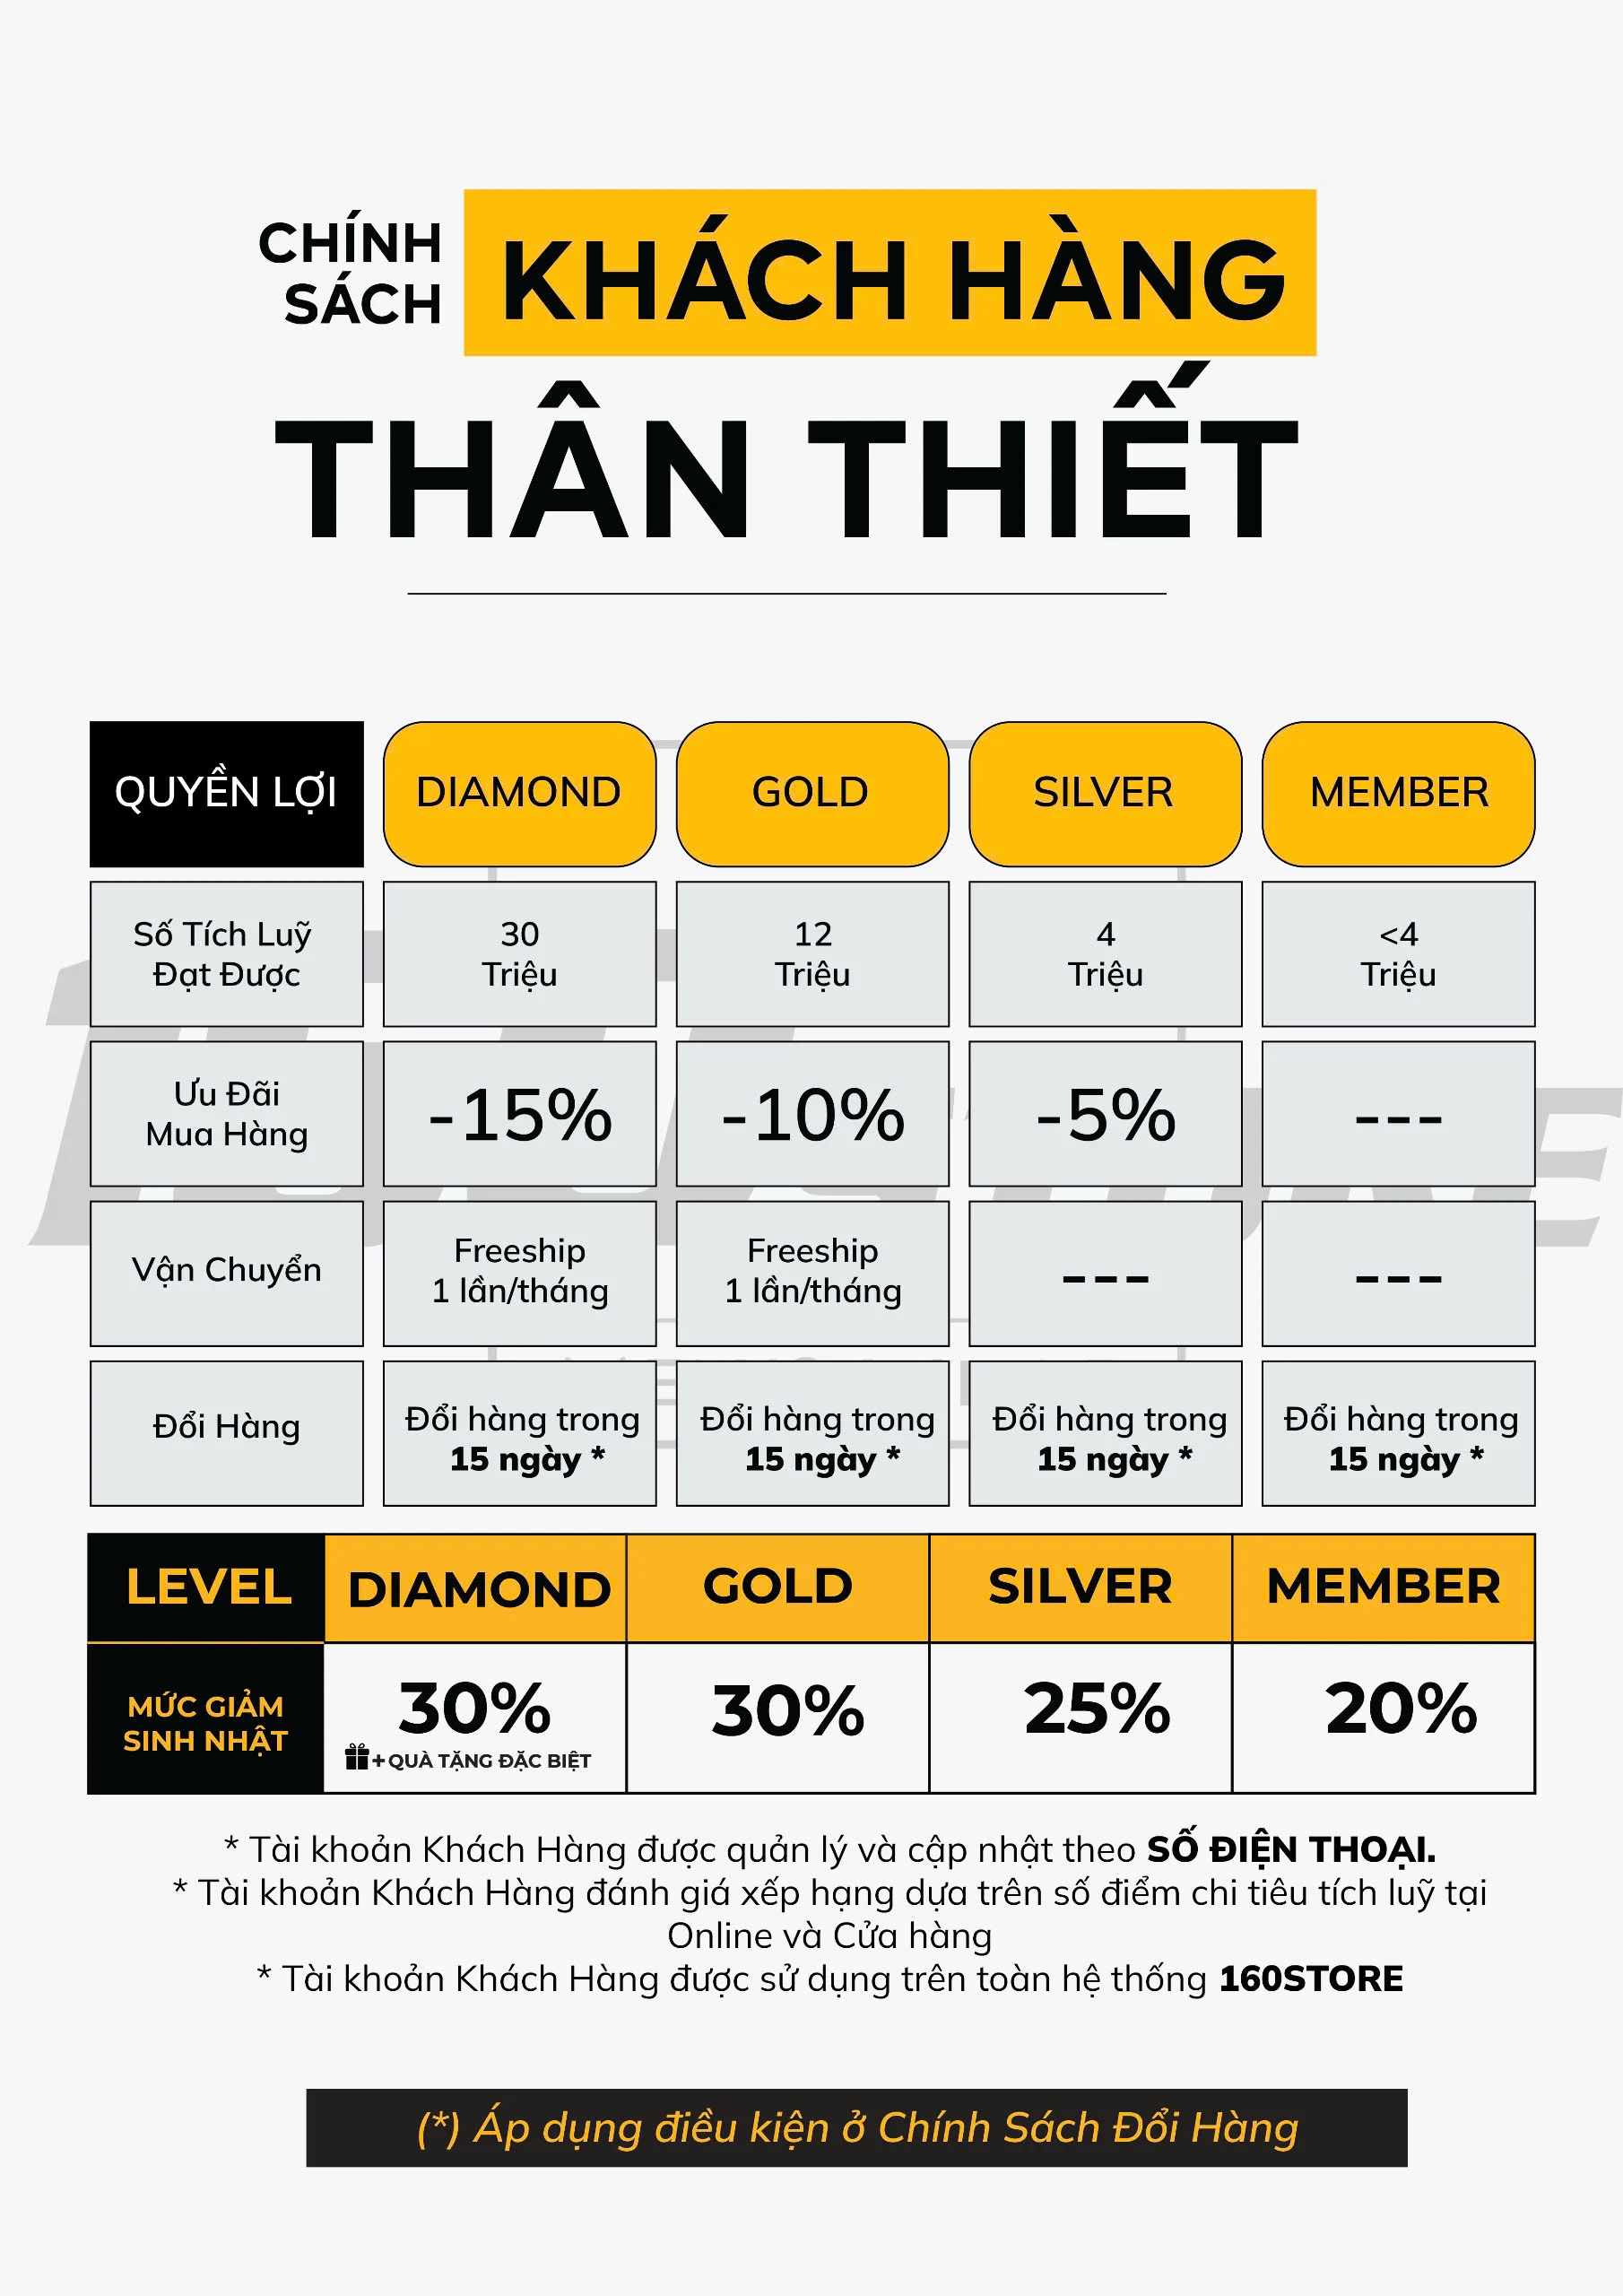 CHÍNH
SÁCH
KHÁCH HÀNG
THÂN THIẾT
QUYỀN LỢI
DIAMOND
GOLD
SILVER
MEMBER
Số Tích Luỹ
Đạt Được
30
Triệu
12
Triệu
4
Triệu
<4
Triệu
Ưu Đãi
Mua Hàng
-15%
-10%
-5%
---
Vận Chuyển
Freeship
1 lần/tháng
Freeship
1 lần/tháng
---
---
Đổi Hàng
Đổi hàng trong
15 ngày *
Đổi hàng trong
15 ngày *
Đổi hàng trong
15 ngày *
Đổi hàng trong
15 ngày *
LEVEL
DIAMOND
GOLD
SILVER
MEMBER
MỨC GIẢM
SINH NHẬT
30%
+QUÀ TẶNG ĐẶC BIỆT
30%
25%
20%
* Tài khoản Khách Hàng được quản lý và cập nhật theo SỐ ĐIỆN THOẠI.
* Tài khoản Khách Hàng đánh giá xếp hạng dựa trên số điểm chi tiêu tích luỹ tại
Online và Cửa hàng
* Tài khoản Khách Hàng được sử dụng trên toàn hệ thống 160STORE
(*) Áp dụng điều kiện ở Chính Sách Đổi Hàng